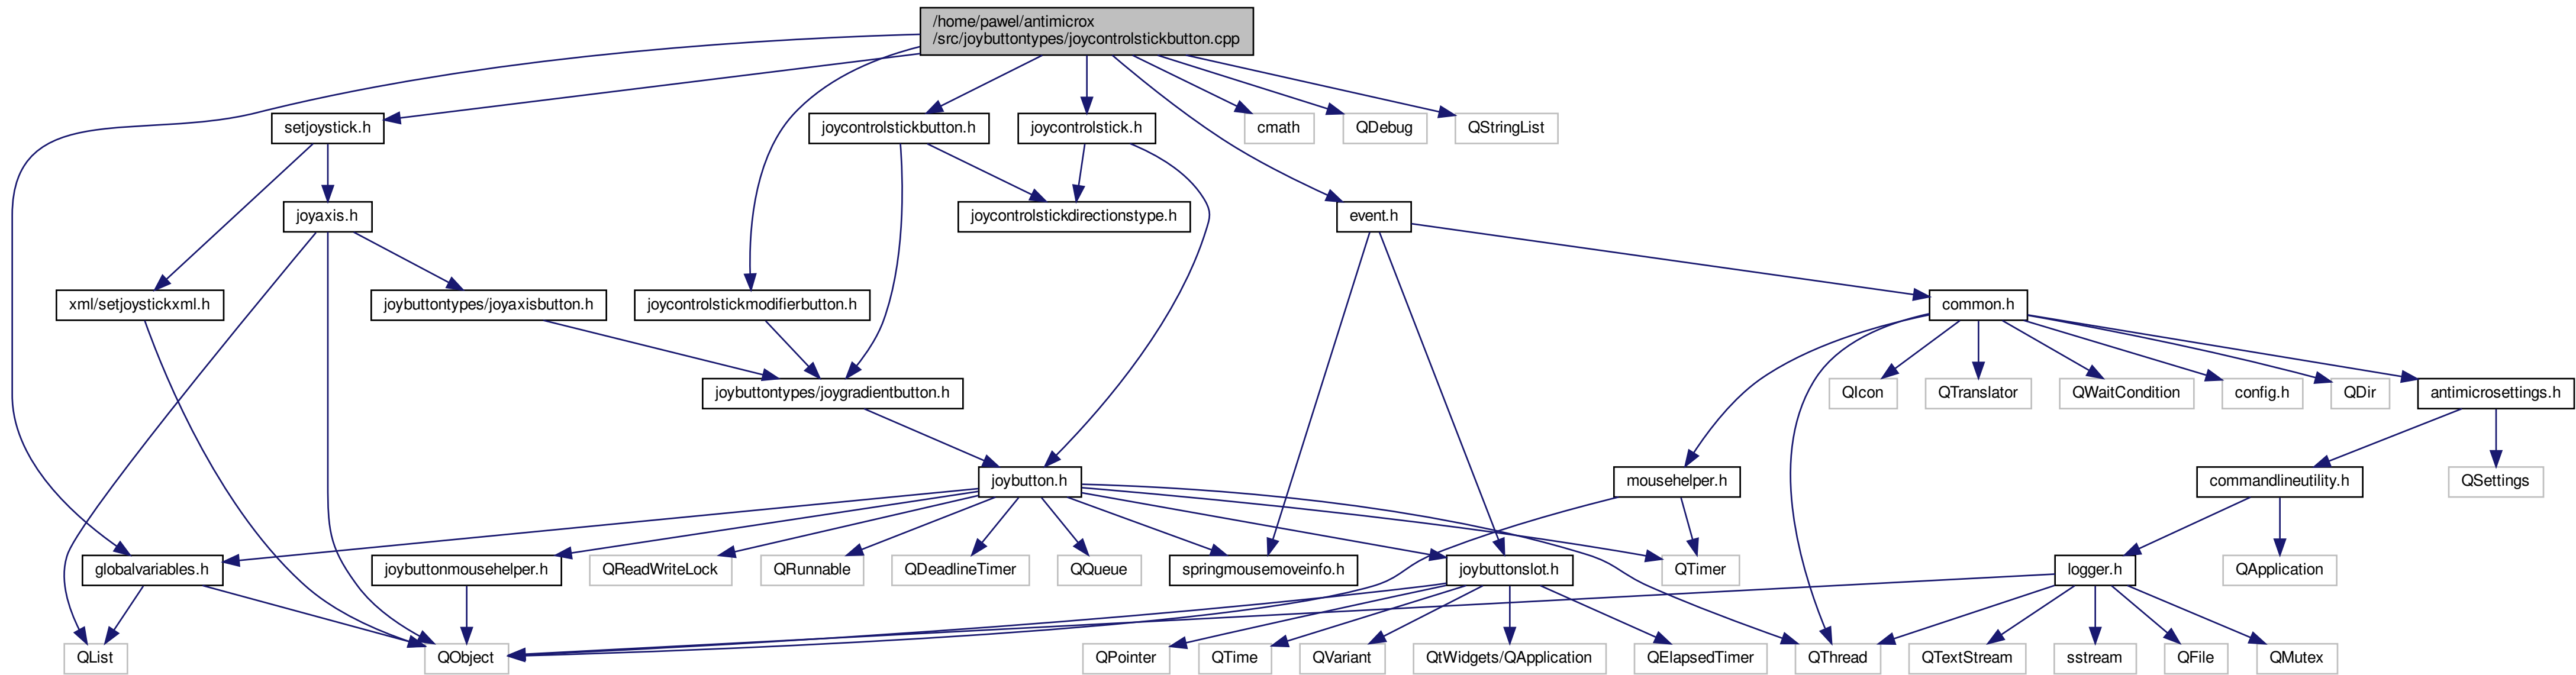 /home/pawel/antimicrox
/src/joybuttontypes/joycontrolstickbutton.cpp
setjoystick.h
joycontrolstickbutton.h
joycontrolstick.h
cmath
QDebug
QStringList
joyaxis.h
joycontrolstickdirectionstype.h
event.h
xml/setjoystickxml.h
joybuttontypes/joyaxisbutton.h
joycontrolstickmodifierbutton.h
common.h
joybuttontypes/joygradientbutton.h
QIcon
QTranslator
QWaitCondition
config.h
QDir
antimicrosettings.h
joybutton.h
mousehelper.h
commandlineutility.h
QSettings
globalvariables.h
joybuttonmousehelper.h
QReadWriteLock
QRunnable
QDeadlineTimer
QQueue
springmousemoveinfo.h
joybuttonslot.h
QTimer
logger.h
QApplication
QList
QObject
QPointer
QTime
QVariant
QtWidgets/QApplication
QElapsedTimer
QThread
QTextStream
sstream
QFile
QMutex